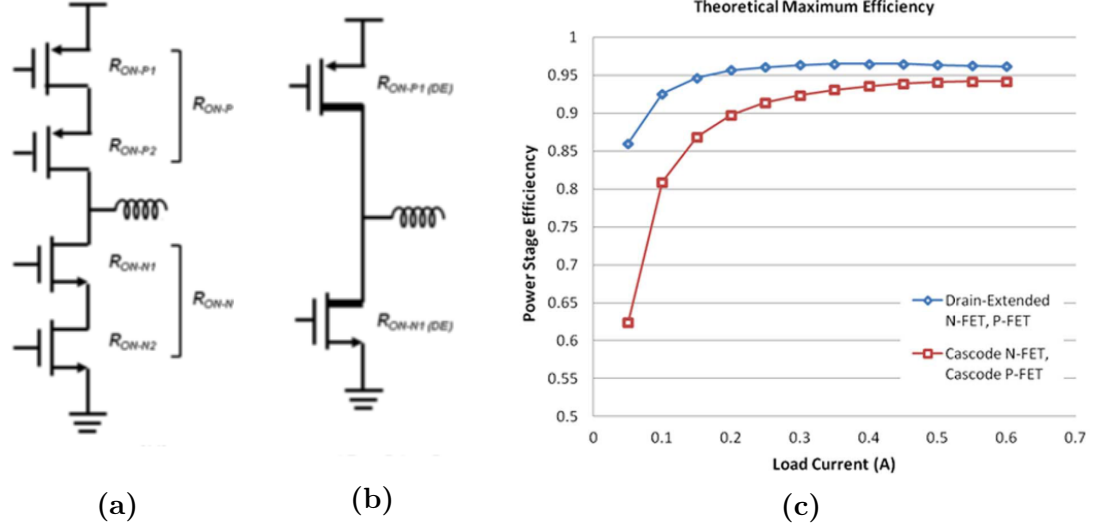 R_ON-P1
R_ON-P
R_ON-P2
R_ON-N1
R_ON-N
R_ON-N2
(a)
R_ON-P1 (DE)
R_ON-N1 (DE)
(b)
Theoretical Maximum Efficiency
Power Stage Efficiecncy
1
0.95
0.9
0.85
0.8
0.75
0.7
0.65
0.6
0.55
0.5
Drain-Extended
N-FET, P-FET
Cascode N-FET,
Cascode P-FET
0 0.1 0.2 0.3 0.4 0.5 0.6 0.7
Load Current (A)
(c)